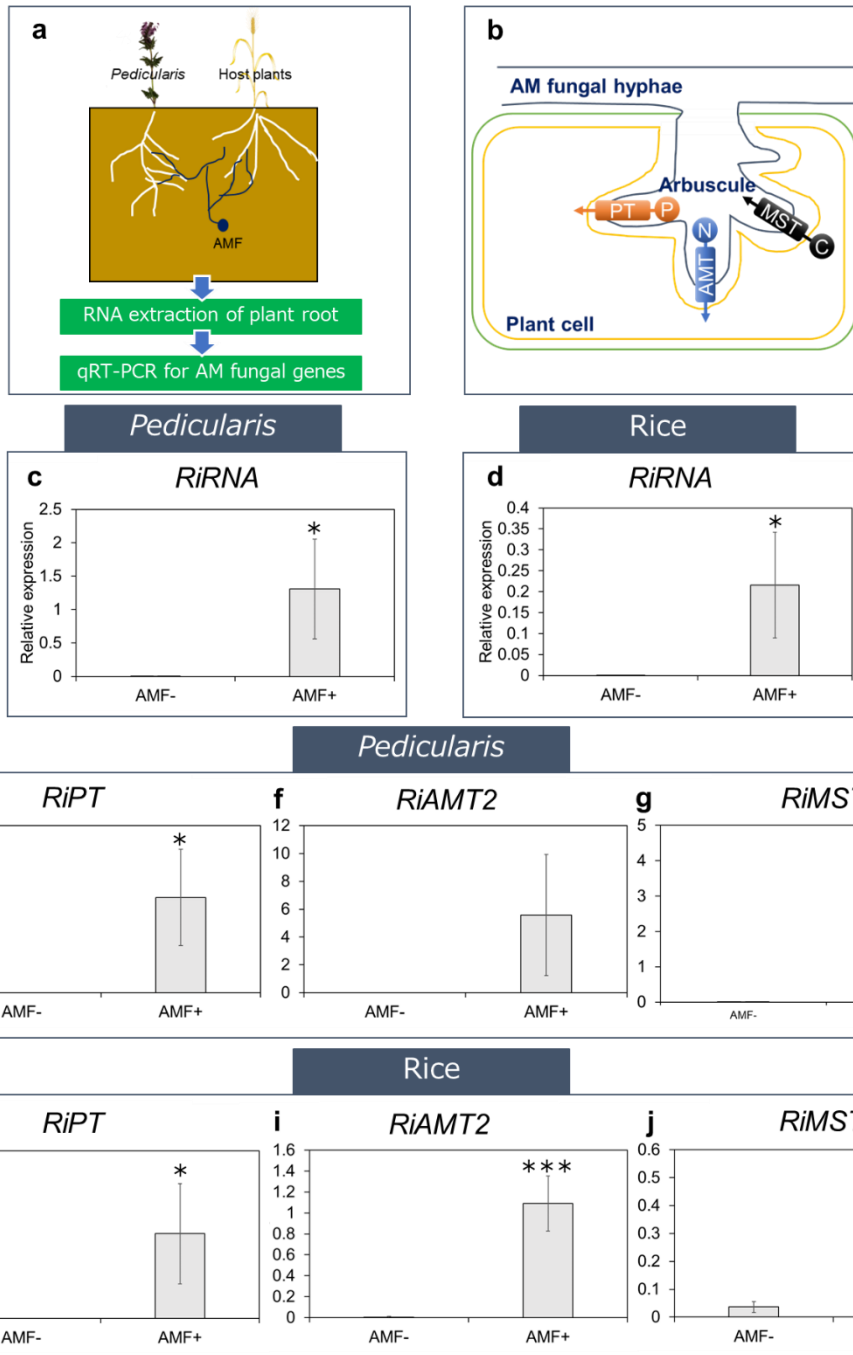 a
Pedicularis
Host plants
AMF
RNA extraction of plant root
qRT-PCR for AM fungal genes
b
AM fungal hyphae
Arbuscule
PT
P
N
AMT
MST
C
Plant cell
Pedicularis
c
RiRNA
Relative expression
2.5
2
1.5
1
0.5
0
*
AMF-
AMF+
Rice
d
RiRNA
Relative expression
0.4
0.35
0.3
0.25
0.2
0.15
0.1
0.05
0
*
AMF-
AMF+
Pedicularis
RiPT
*
AMF-
AMF+
f
RiAMT2
12
10
8
6
4
2
0
AMF-
AMF+
g
RiMST
5
4
3
2
1
0
AMF-
Rice
RiPT
*
AMF-
AMF+
i
RiAMT2
1.6
1.4
1.2
1
0.8
0.6
0.4
0.2
0
***
AMF-
AMF+
j
RiMST
0.6
0.5
0.4
0.3
0.2
0.1
0
AMF-